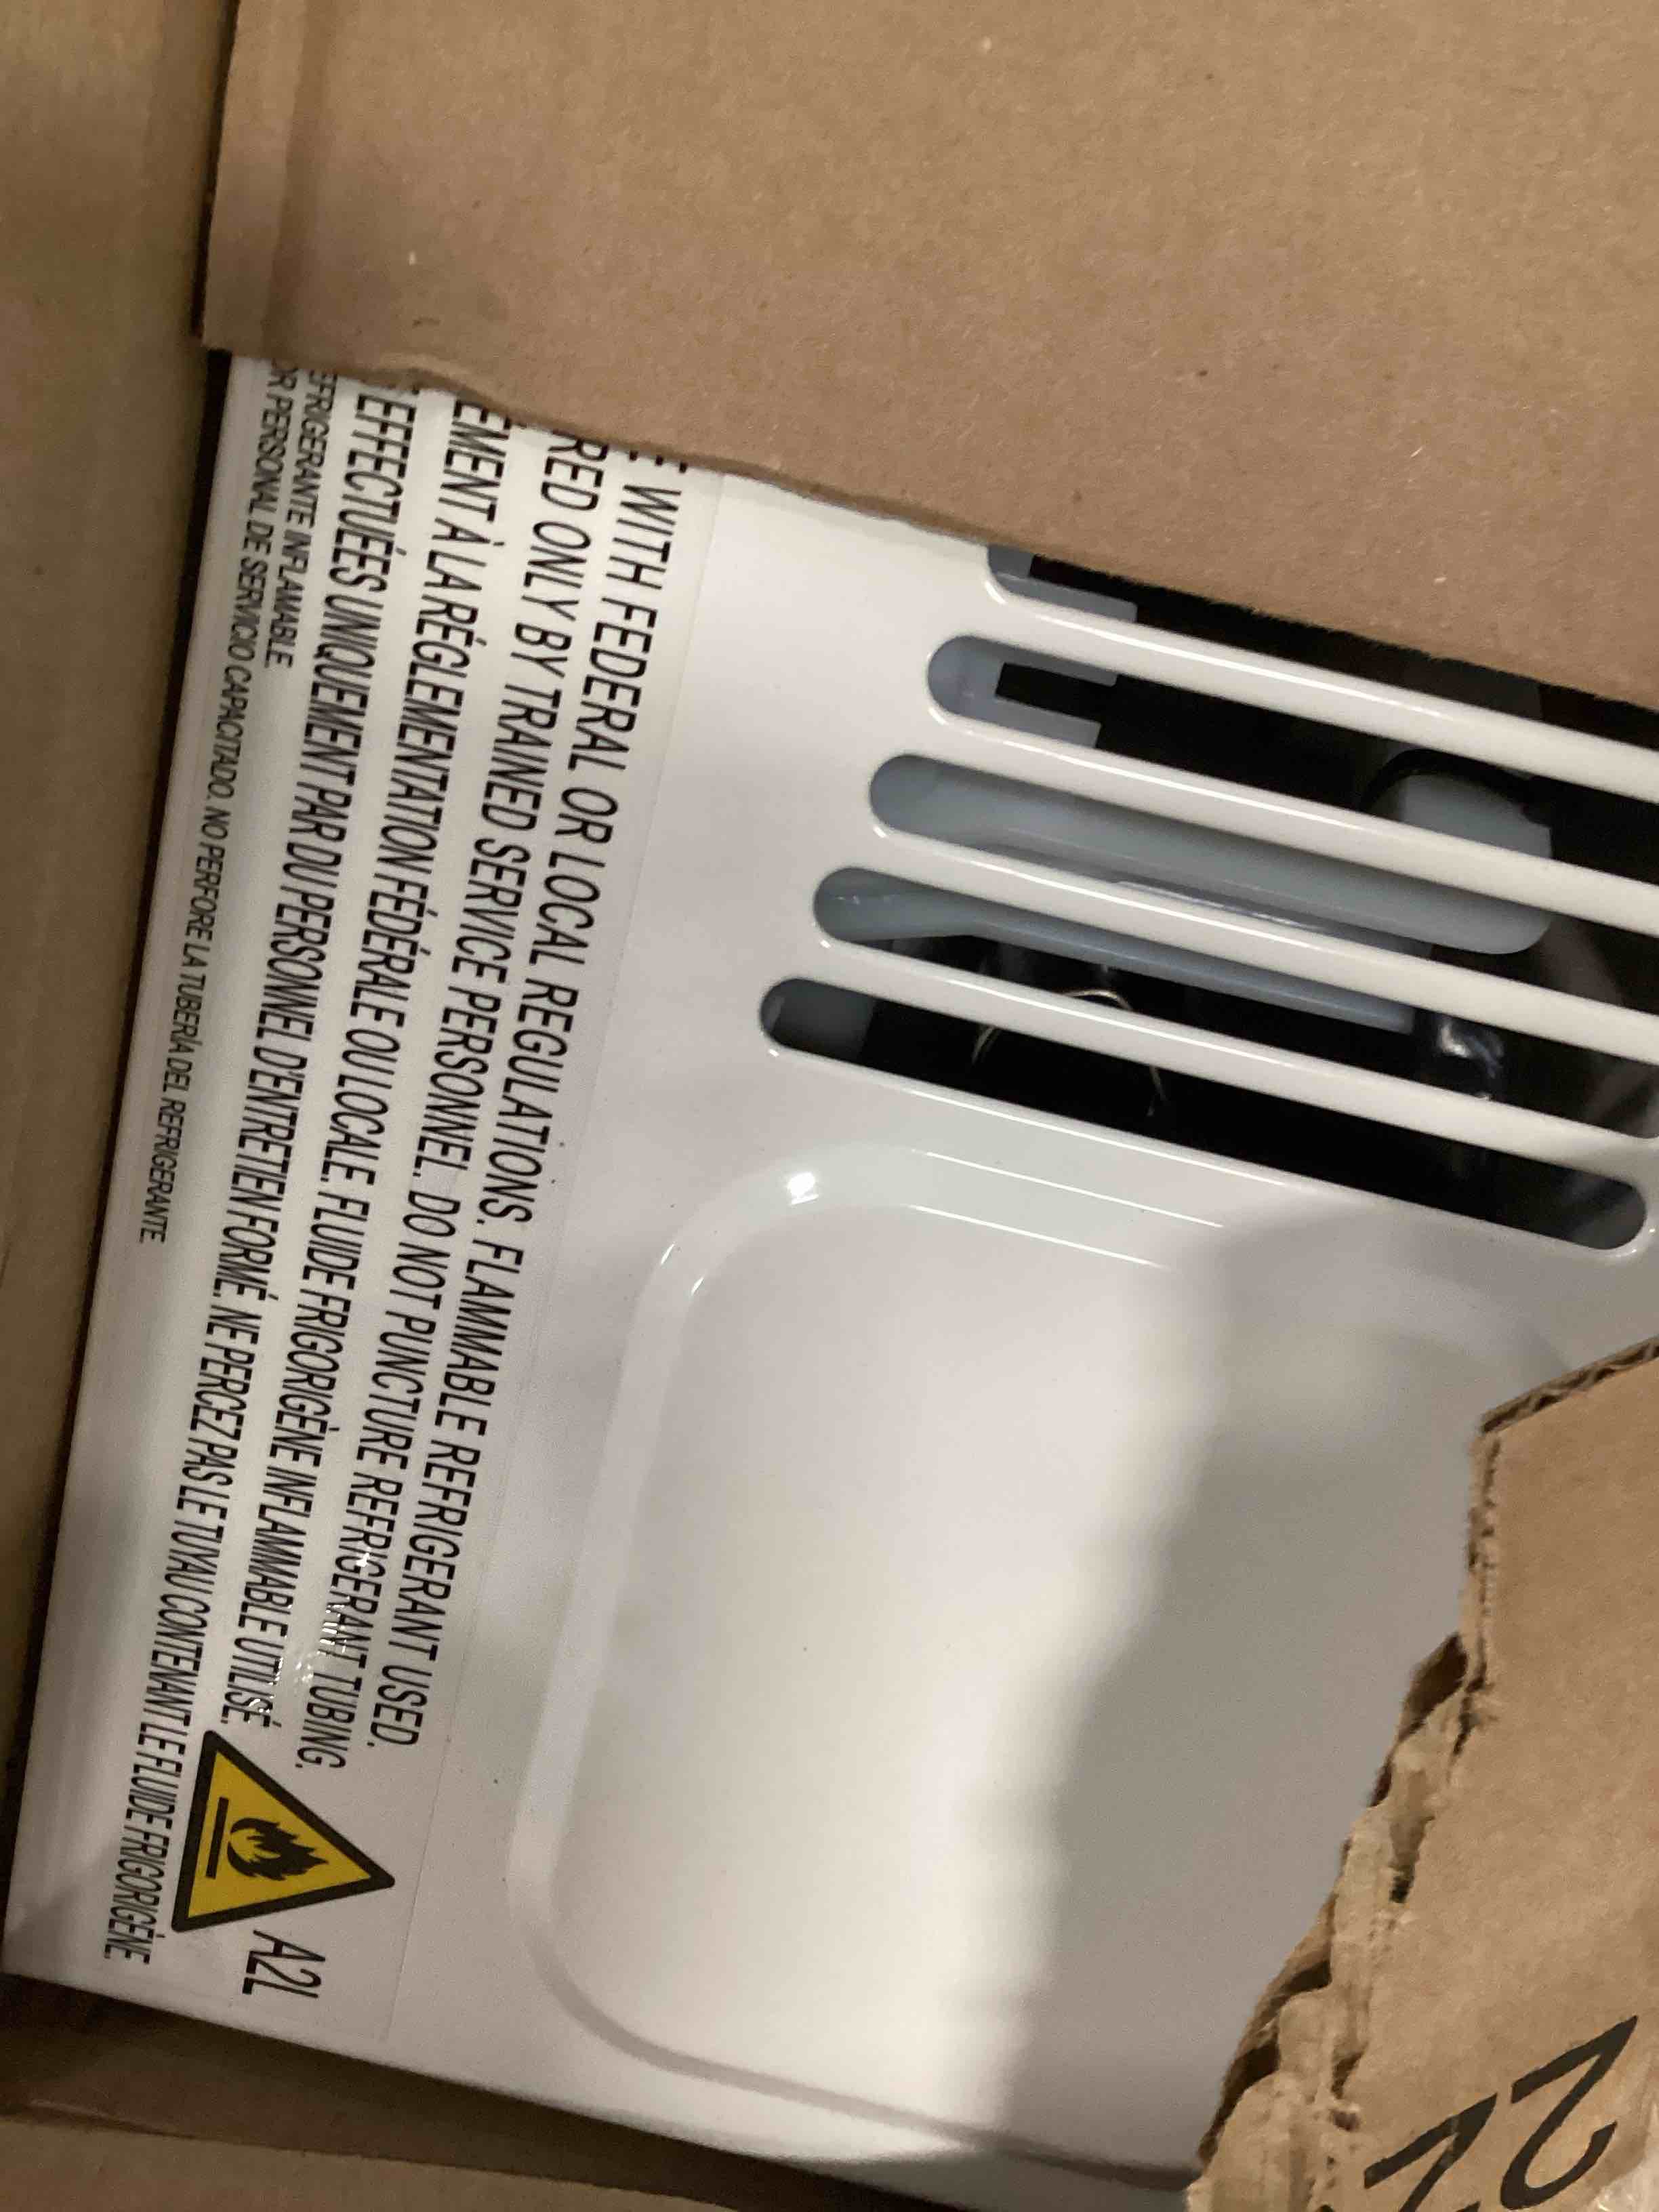 WITH FEDERAL OR LOCAL REGULATIONS. FLAMMABLE REFRIGERANT USED.
RED ONLY BY TRAINED SERVICE PERSONNEL. DO NOT PUNCTURE REFRIGERANT TUBING.
EMENT À LA RÉGLEMENTATION FÉDÉRALE OU LOCALE. FLUIDE FRIGORIGÈNE INFLAMMABLE UTILISÉ.
EFFECTUÉES UNIQUEMENT PAR DU PERSONNEL D'ENTRETIEN FORMÉ. NE PERCEZ PAS LE TUYAU CONTENANT LE FLUIDE FRIGORIGÈNE.
EFRIGERANTE INFLAMABLE.
OR PERSONAL DE SERVICIO CAPACITADO. NO PERFORE LA TUBERÍA DEL REFRIGERANTE.
A2L